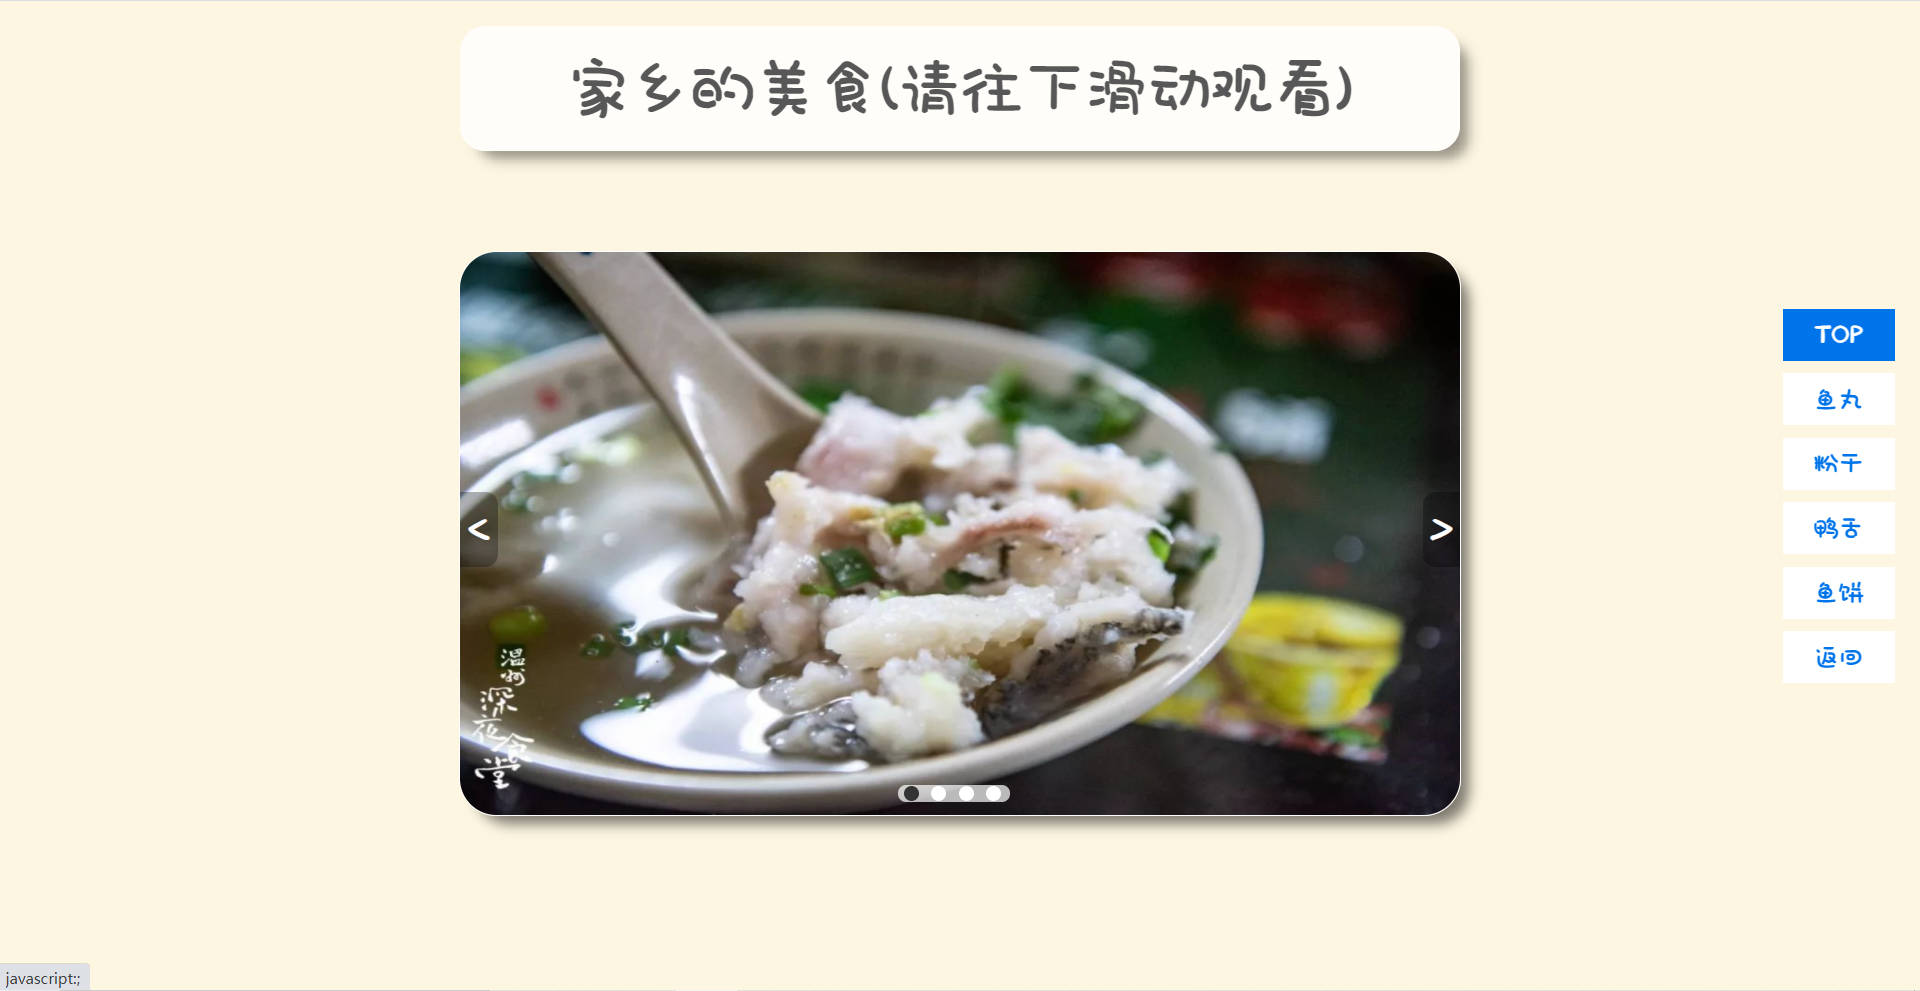 家乡的美食(请往下滑动观看)
TOP
鱼丸
粉干
<
>
鸭舌
鱼饼
返回
温州
深夜食堂
javascript:;